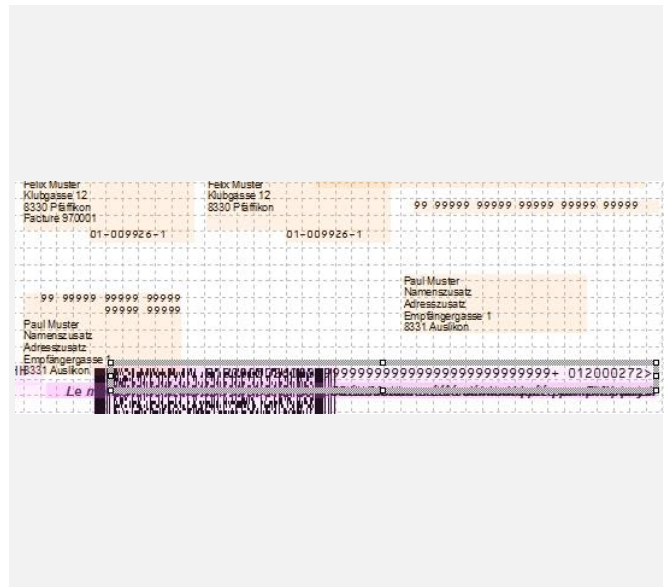 Felix Muster
Klubgasse 12
8330 Pfäffikon
Facture 970001
01-009926-1
Felix Muster
Klubgasse 12
8330 Pfäffikon
01-009926-1
99 99999 99999 99999 99999 99999
99 99999 99999 99999
99999 99999
Paul Muster
Namenszusatz
Adresszusatz
Empfängergasse 1
8331 Auslikon
Paul Muster
Namenszusatz
Adresszusatz
Empfängergasse 1
8331 Auslikon
012000272>
Le